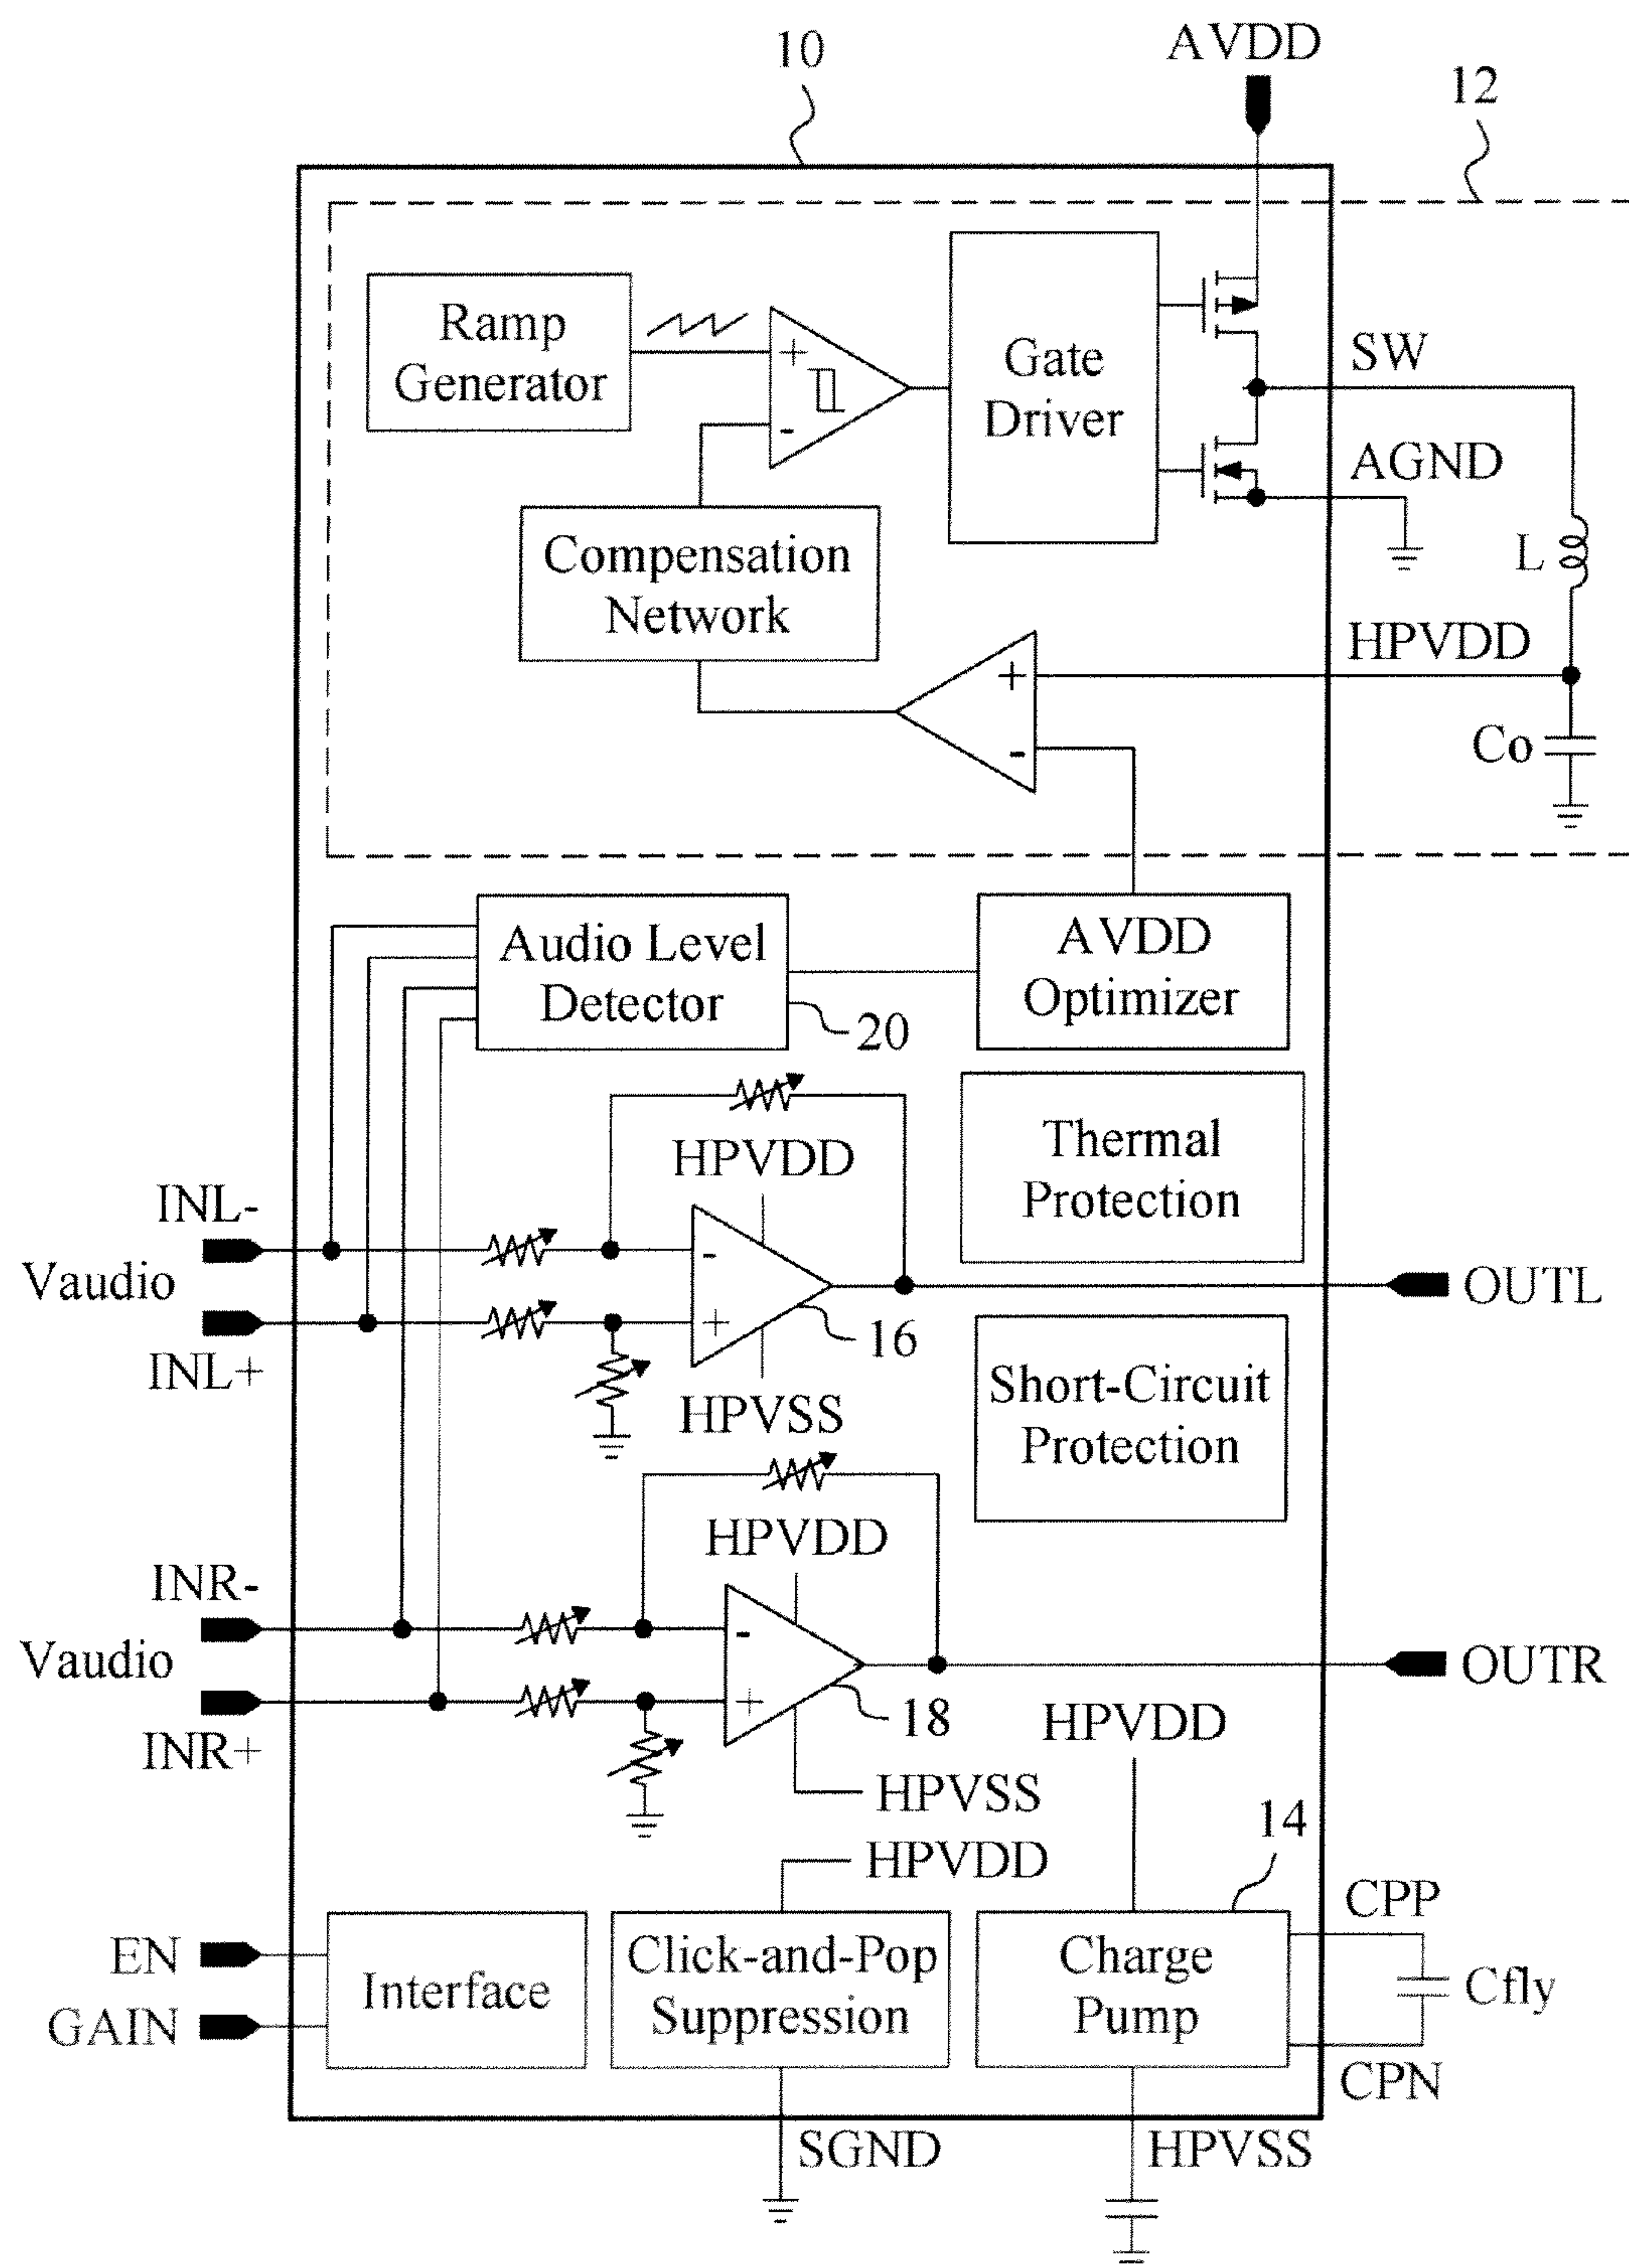 10
AVDD
12
Ramp
Generator
+
-
Gate
Driver
SW
AGND
L
Compensation
Network
HPVDD
+
-
Co
Audio Level
Detector
20
AVDD
Optimizer
Thermal
Protection
HPVDD
INL-
Vaudio
INL+
-
+
16
HPVSS
OUTL
Short-Circuit
Protection
HPVDD
INR-
Vaudio
INR+
-
+
18
HPVSS
OUTR
HPVDD
14
HPVDD
CPP
EN
GAIN
Interface
Click-and-Pop
Suppression
Charge
Pump
Cfly
CPN
SGND
HPVSS